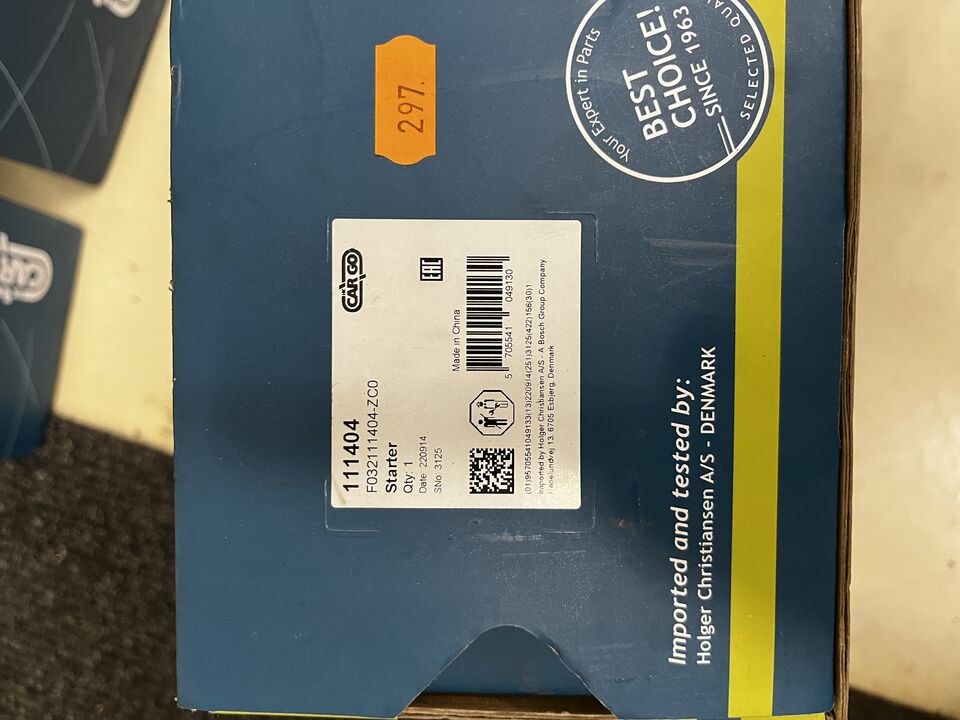 297.
Your Expert in Parts
BEST
CHOICE!
SINCE 1963
SELECTED
HC
CARGO
111404
F032111404-ZC0
Starter
Qty: 1
Date: 220914
SNo: 3125
EAC
Made in China
5 705541 049130
(01)95705541049133(13)220914(251)3125(422)156(30)1
Imported by Holger Christiansen A/S - A Bosch Group Company
13, 6705 Esbjerg, Denmark
Imported and tested by:
Holger Christiansen A/S - DENMARK